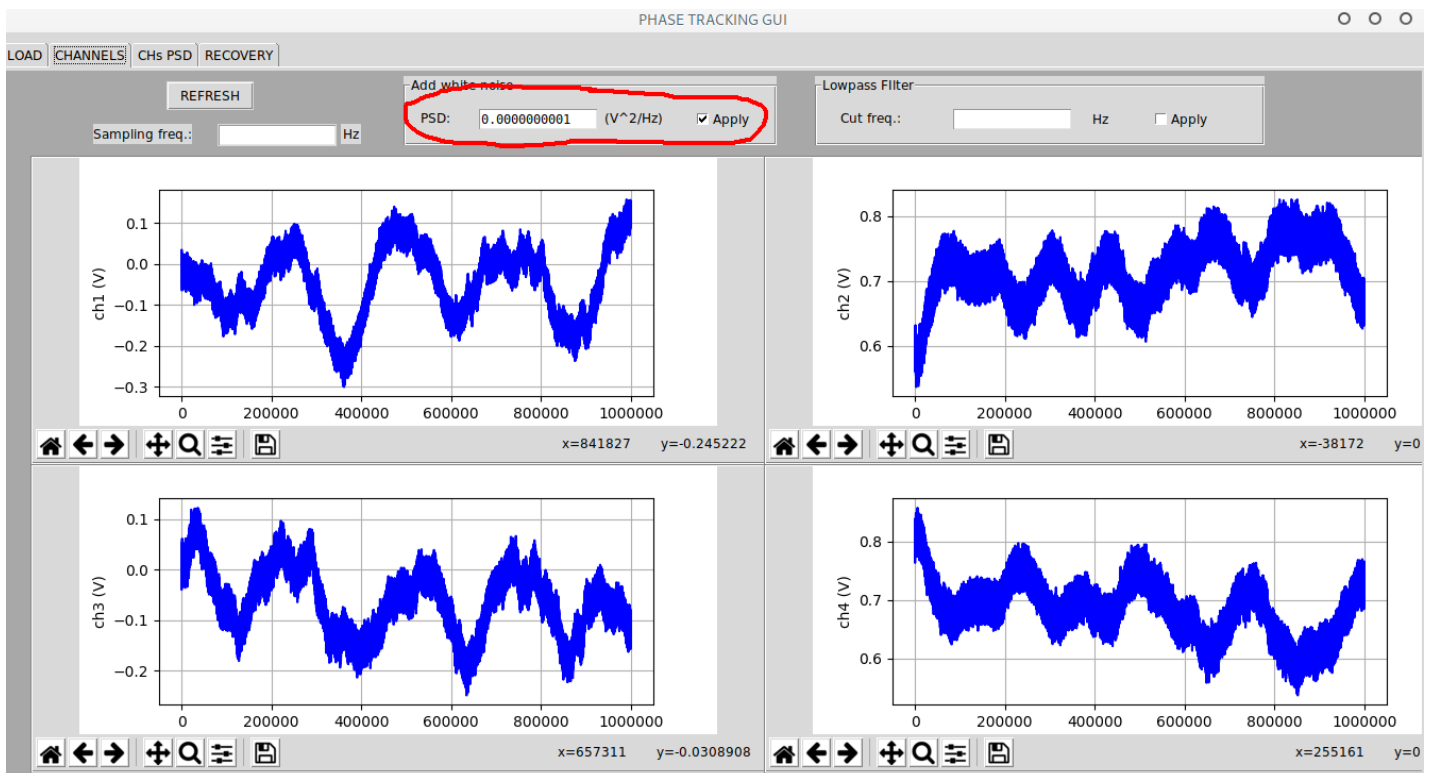 PHASE TRACKING GUI
LOAD CHANNELS CHs PSD RECOVERY
REFRESH
Sampling freq.: Hz
Add white noise
PSD: 0.0000000001 (V^2/Hz) Apply
Lowpass FIlter
Cut freq.: Hz Apply
0.1
0.0
−0.1
−0.2
−0.3
ch1 (V)
0 200000 400000 600000 800000 1000000
x=841827 y=-0.245222
0.8
0.7
0.6
ch2 (V)
0 200000 400000 600000 800000 1000000
x=-38172 y=0
0.1
0.0
−0.1
−0.2
ch3 (V)
0 200000 400000 600000 800000 1000000
x=657311 y=-0.0308908
0.8
0.7
0.6
ch4 (V)
0 200000 400000 600000 800000 1000000
x=255161 y=0